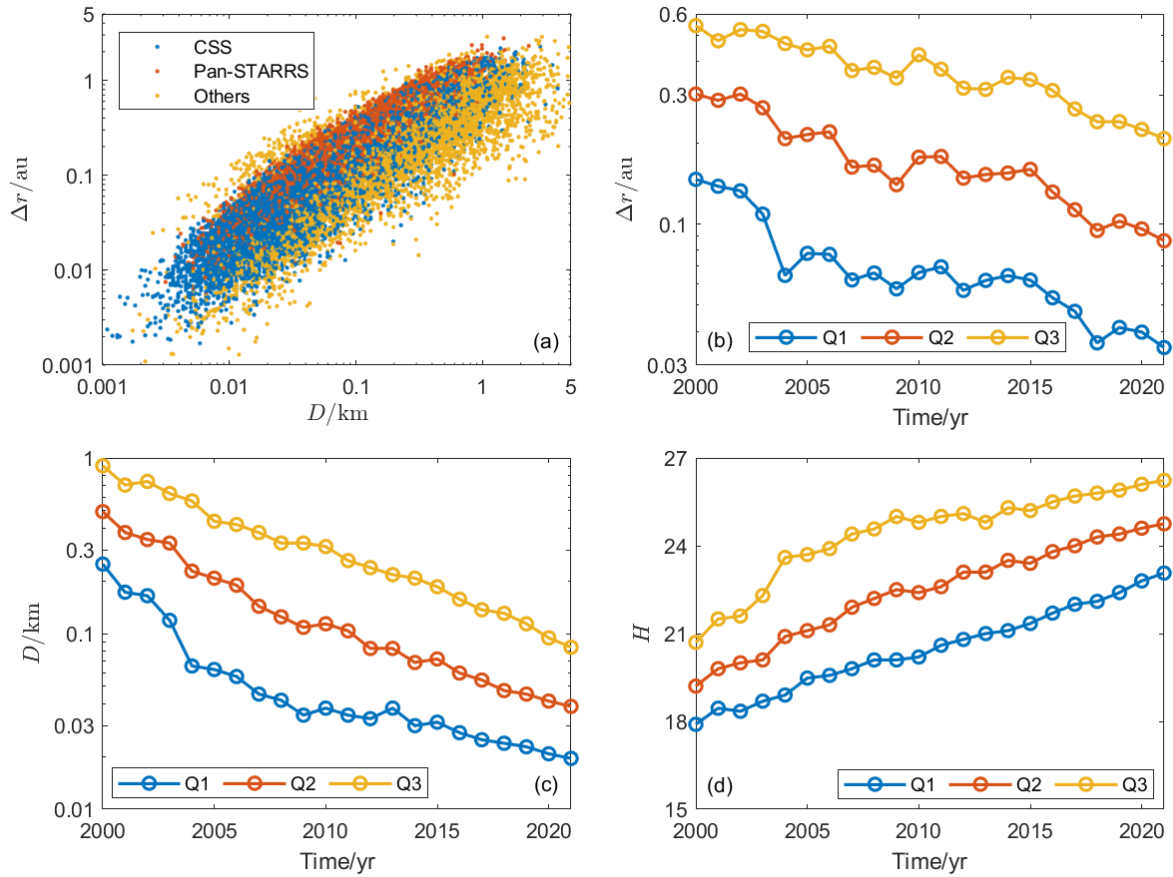 5
1
0.1
0.01
0.001
Δr/au
CSS
Pan-STARRS
Others
(a)
0.001 0.01 0.1 1 5
D/km
0.6
0.3
0.1
0.03
Δr/au
(b)
Q1 Q2 Q3
2000 2005 2010 2015 2020
Time/yr
1
0.3
0.1
0.03
0.01
D/km
Q1 Q2 Q3
(c)
2000 2005 2010 2015 2020
Time/yr
27
24
21
18
15
H
(d)
Q1 Q2 Q3
2000 2005 2010 2015 2020
Time/yr